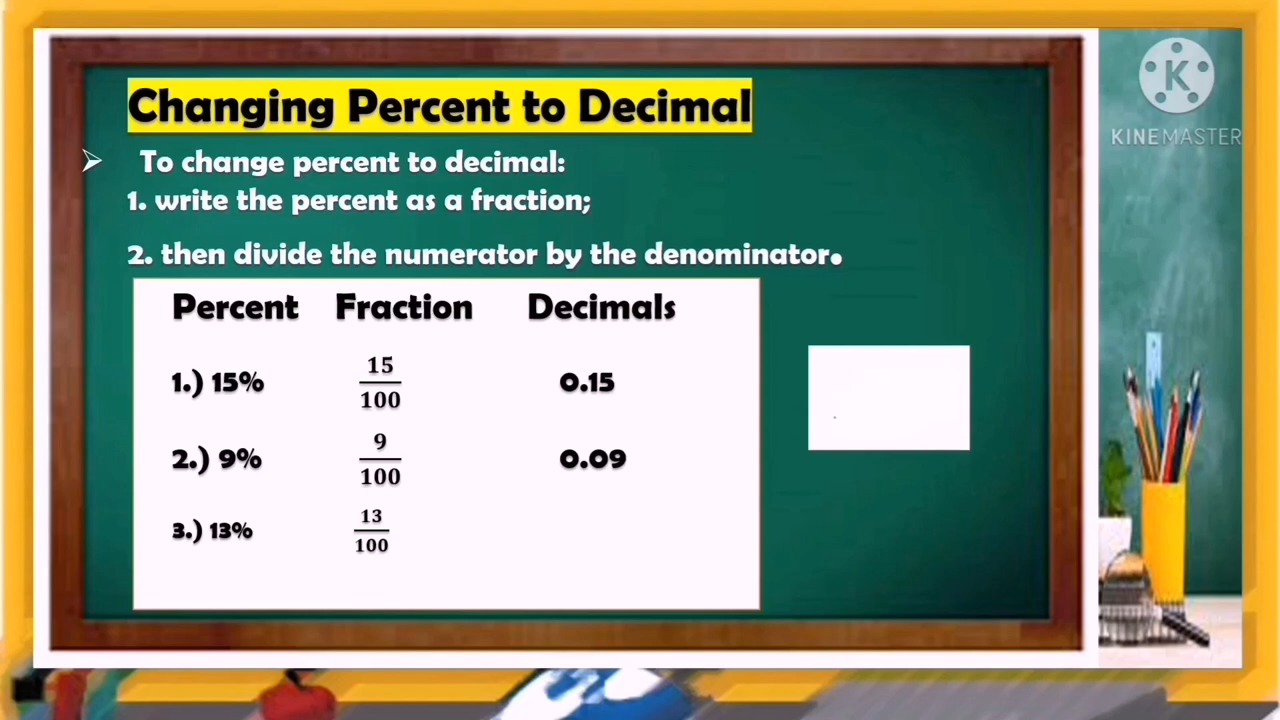 Changing Percent to Decimal
To change percent to decimal:
1. write the percent as a fraction;
2. then divide the numerator by the denominator.
Percent Fraction Decimals
1.) 15% 15/100 0.15
2.) 9% 9/100 0.09
3.) 13% 13/100
K
KINEMASTER